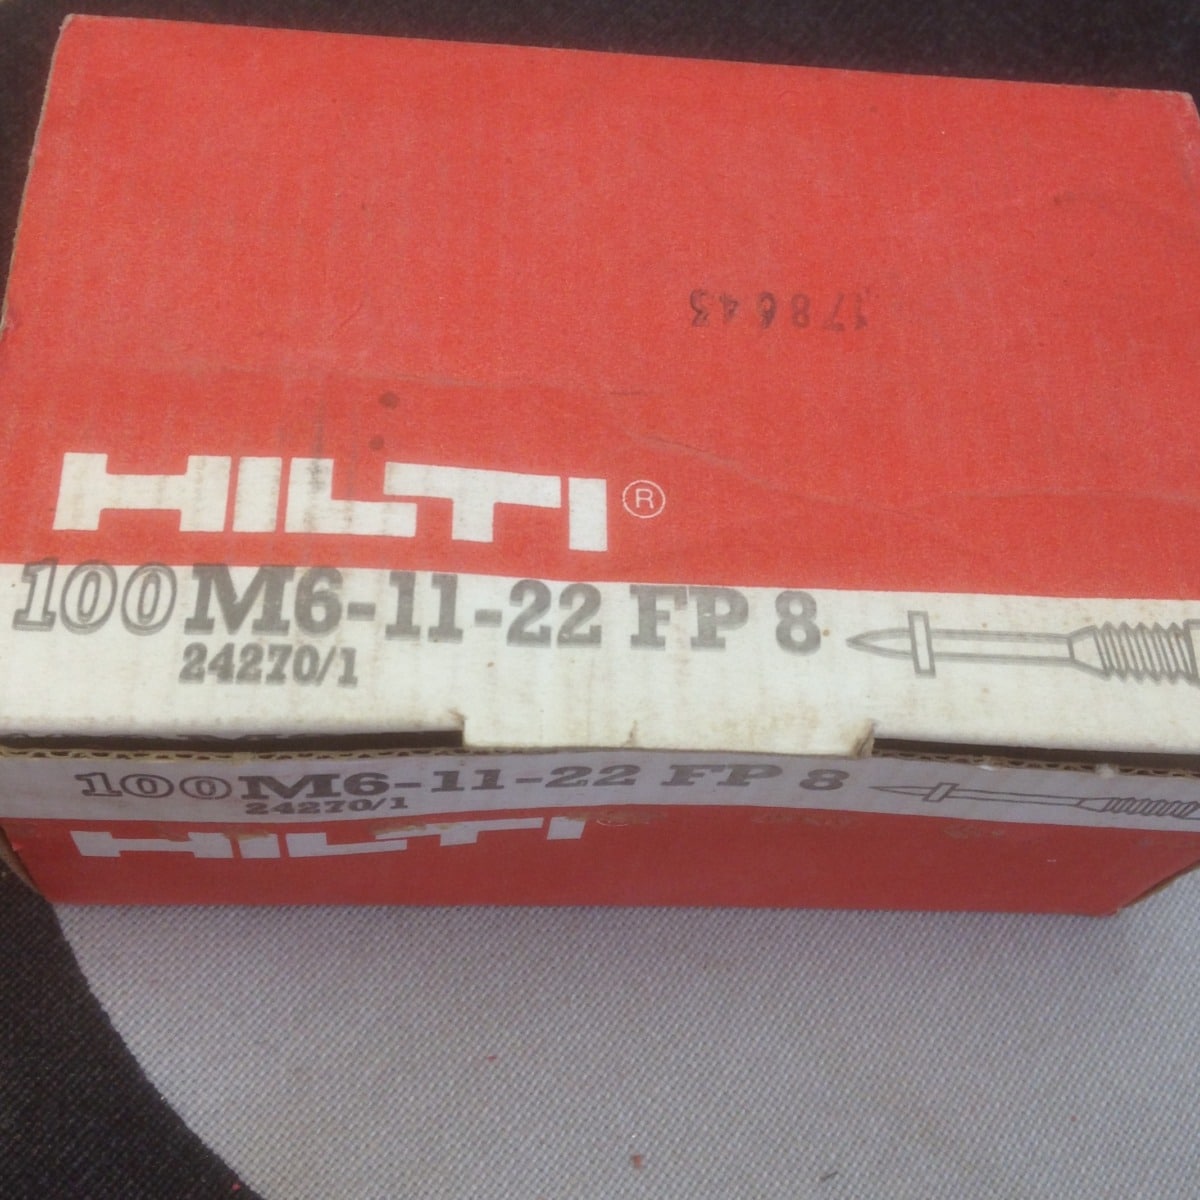 178643
HILTI ®
100 M6-11-22 FP 8
24270/1
100 M6-11-22 FP 8
24270/1
HILTI